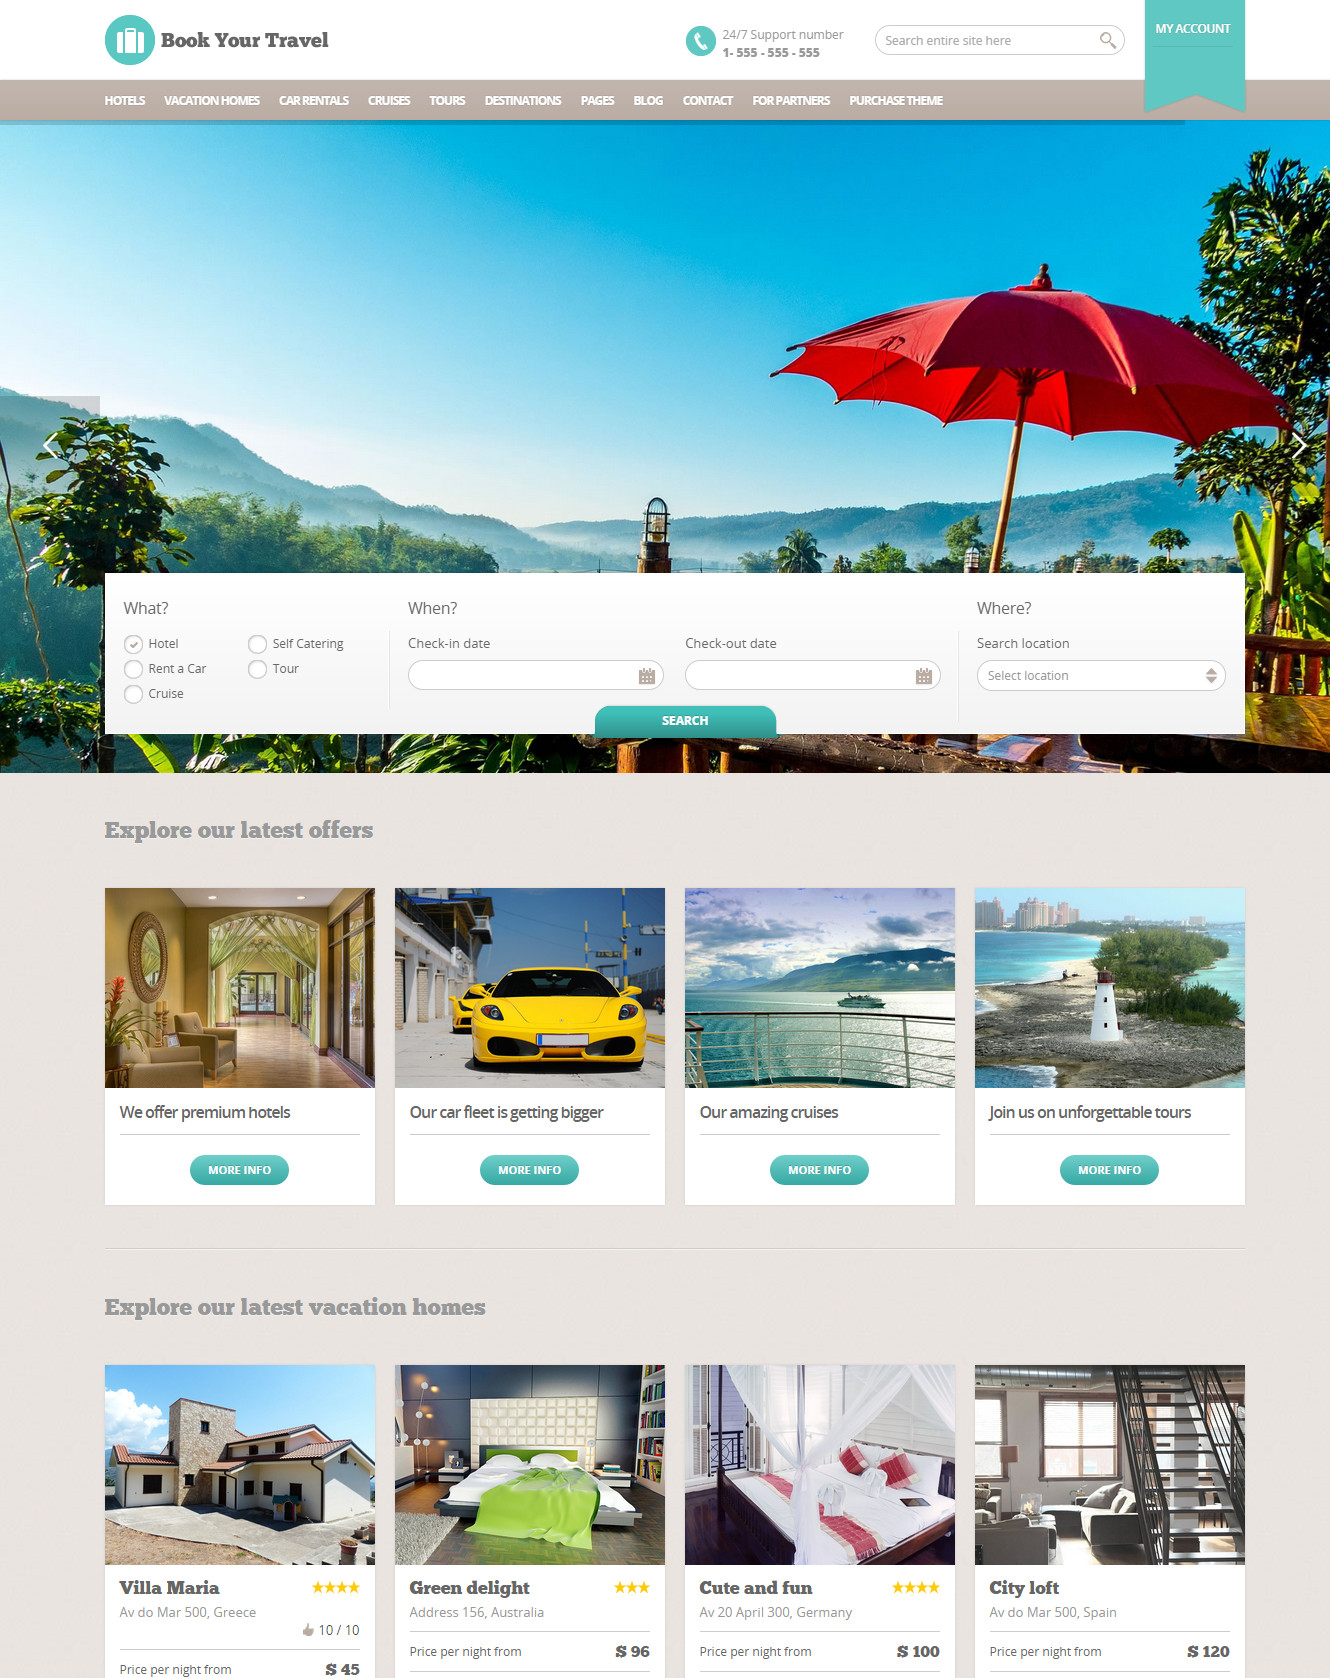 Book Your Travel
24/7 Support number
1- 555 - 555 - 555
Search entire site here
MY ACCOUNT
HOTELS VACATION HOMES CAR RENTALS CRUISES TOURS DESTINATIONS PAGES BLOG CONTACT FOR PARTNERS PURCHASE THEME
What?
Hotel
Self Catering
Rent a Car
Tour
Cruise
When?
Check-in date
Check-out date
Where?
Search location
Select location
SEARCH
Explore our latest offers
We offer premium hotels
MORE INFO
Our car fleet is getting bigger
MORE INFO
Our amazing cruises
MORE INFO
Join us on unforgettable tours
MORE INFO
Explore our latest vacation homes
Villa Maria
Av do Mar 500, Greece
10 / 10
Price per night from $ 45
Green delight
Address 156, Australia
Price per night from $ 96
Cute and fun
Av 20 April 300, Germany
Price per night from $ 100
City loft
Av do Mar 500, Spain
Price per night from $ 120